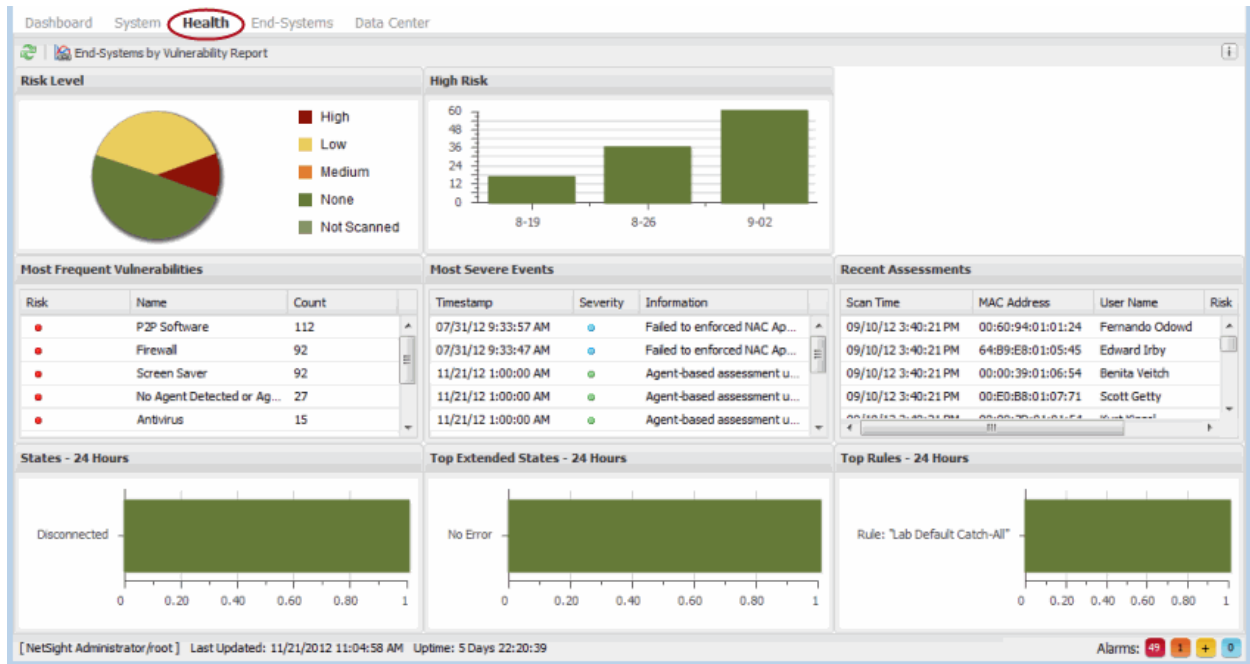 Dashboard System Health End-Systems Data Center
End-Systems by Vulnerability Report
Risk Level
High
Low
Medium
None
Not Scanned
High Risk
60
48
36
24
12
0
8-19 8-26 9-02
Most Frequent Vulnerabilities
Risk Name Count
P2P Software 112
Firewall 92
Screen Saver 92
No Agent Detected or Ag... 27
Antivirus 15
Most Severe Events
Timestamp Severity Information
07/31/12 9:33:57 AM Failed to enforced NAC Ap...
07/31/12 9:33:47 AM Failed to enforced NAC Ap...
11/21/12 1:00:00 AM Agent-based assessment u...
11/21/12 1:00:00 AM Agent-based assessment u...
11/21/12 1:00:00 AM Agent-based assessment u...
Recent Assessments
Scan Time MAC Address User Name Risk
09/10/12 3:40:21 PM 00:60:94:01:01:24 Fernando Odowd
09/10/12 3:40:21 PM 64:B9:E8:01:05:45 Edward Irby
09/10/12 3:40:21 PM 00:00:39:01:06:54 Benita Veitch
09/10/12 3:40:21 PM 00:E0:B8:01:07:71 Scott Getty
States - 24 Hours
Disconnected
0 0.20 0.40 0.60 0.80 1
Top Extended States - 24 Hours
No Error
0 0.20 0.40 0.60 0.80 1
Top Rules - 24 Hours
Rule: "Lab Default Catch-All"
0 0.20 0.40 0.60 0.80 1
[ NetSight Administrator/root ] Last Updated: 11/21/2012 11:04:58 AM Uptime: 5 Days 22:20:39
Alarms: 49 1 + 0